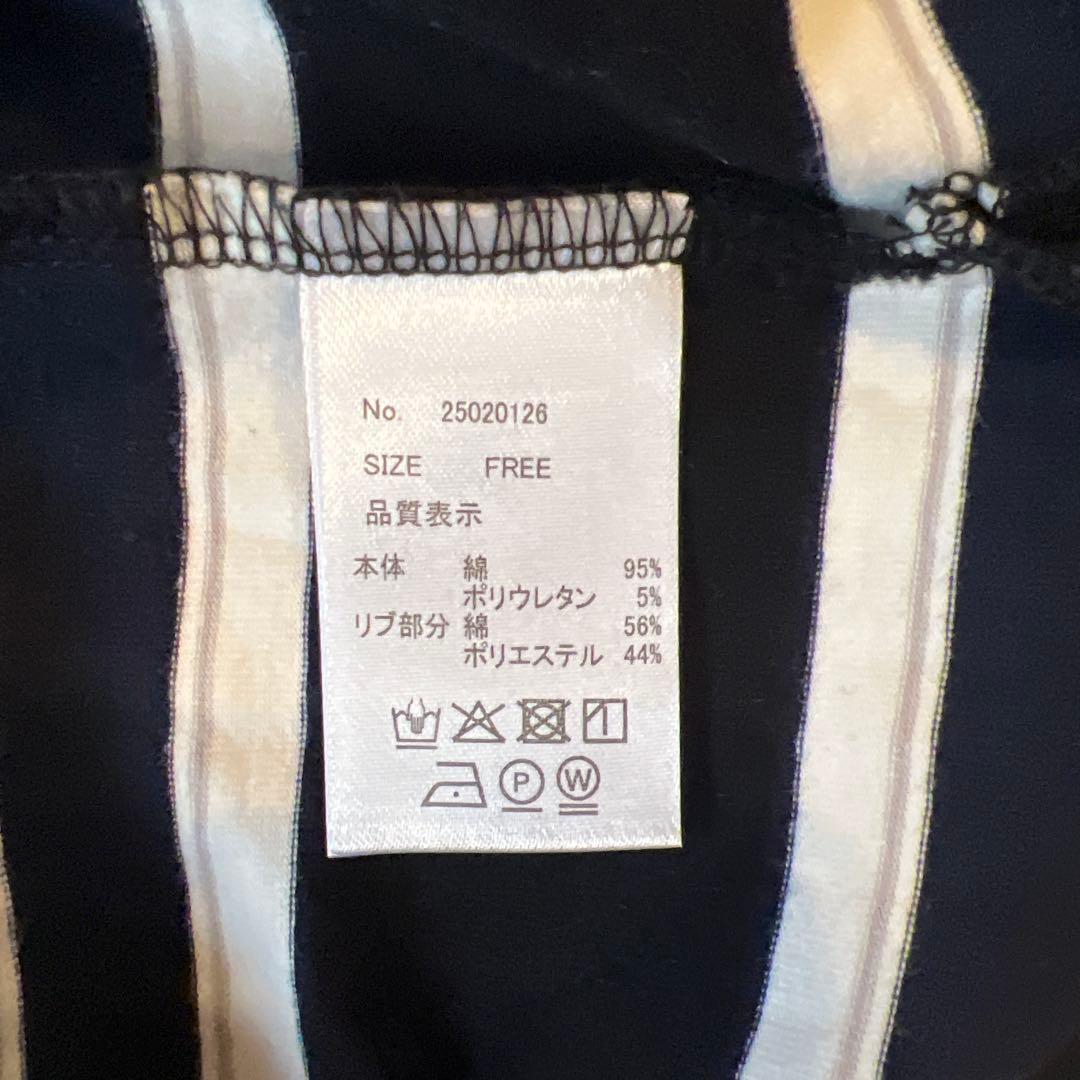 No. 25020126
SIZE FREE
品質表示
本体 綿 95%
ポリウレタン 5%
リブ部分 綿 56%
ポリエステル 44%
P W